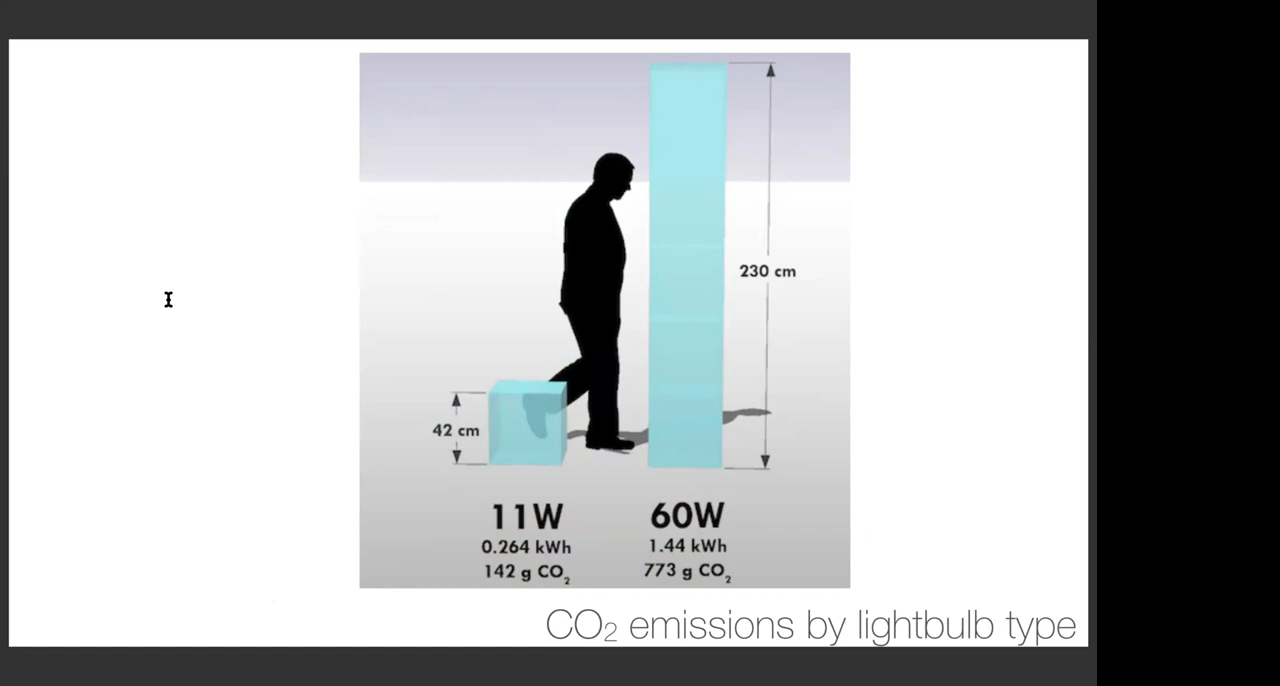 230 cm
42 cm
11W
0.264 kWh
142 g CO₂
60W
1.44 kWh
773 g CO₂
CO₂ emissions by lightbulb type